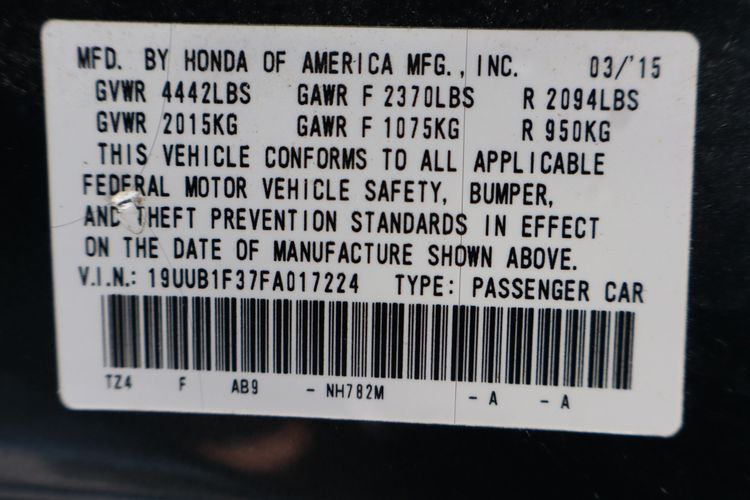 MFD. BY HONDA OF AMERICA MFG., INC. 03/'15
GVWR 4442LBS GAWR F 2370LBS R 2094LBS
GVWR 2015KG GAWR F 1075KG R 950KG
THIS VEHICLE CONFORMS TO ALL APPLICABLE
FEDERAL MOTOR VEHICLE SAFETY, BUMPER,
AND THEFT PREVENTION STANDARDS IN EFFECT
ON THE DATE OF MANUFACTURE SHOWN ABOVE.
V.I.N.: 19UUB1F37FA017224 TYPE: PASSENGER CAR
TZ4 F AB9 - NH782M - A - A